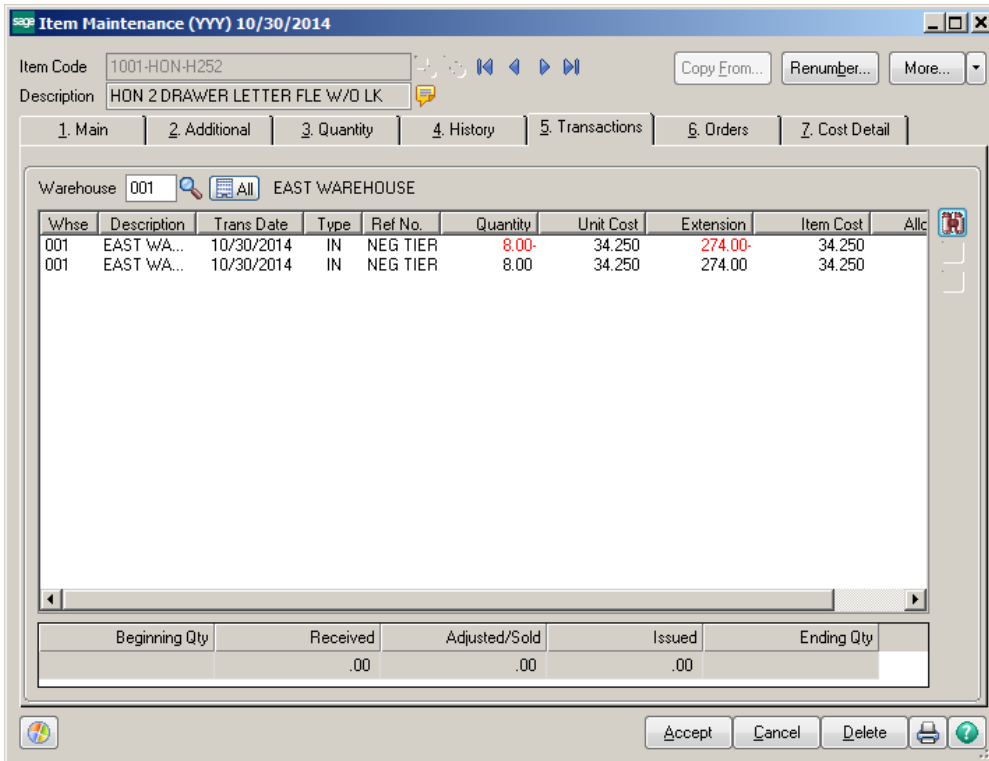 sage Item Maintenance (YYY) 10/30/2014
Item Code 1001-HON-H252 Copy From... Renumber... More...
Description HON 2 DRAWER LETTER FLE W/O LK
1. Main 2. Additional 3. Quantity 4. History 5. Transactions 6. Orders 7. Cost Detail
Warehouse 001 All EAST WAREHOUSE
Whse Description Trans Date Type Ref No. Quantity Unit Cost Extension Item Cost Allc
001 EAST WA... 10/30/2014 IN NEG TIER 8.00- 34.250 274.00- 34.250
001 EAST WA... 10/30/2014 IN NEG TIER 8.00 34.250 274.00 34.250
Beginning Qty Received Adjusted/Sold Issued Ending Qty
.00 .00 .00
Accept Cancel Delete ?